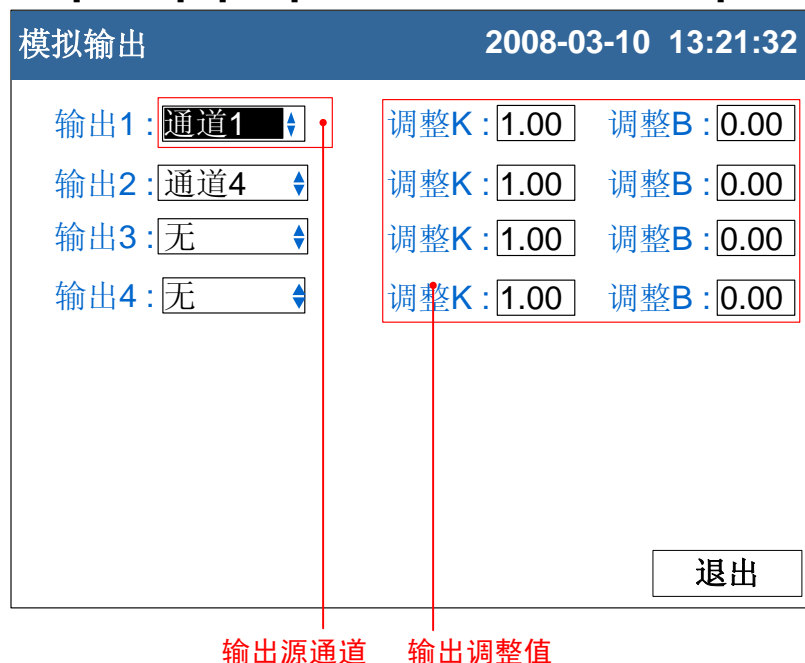 模拟输出 2008-03-10 13:21:32
输出1 : 通道1 调整K : 1.00 调整B : 0.00
输出2 : 通道4 调整K : 1.00 调整B : 0.00
输出3 : 无 调整K : 1.00 调整B : 0.00
输出4 : 无 调整K : 1.00 调整B : 0.00
退出
输出源通道 输出调整值